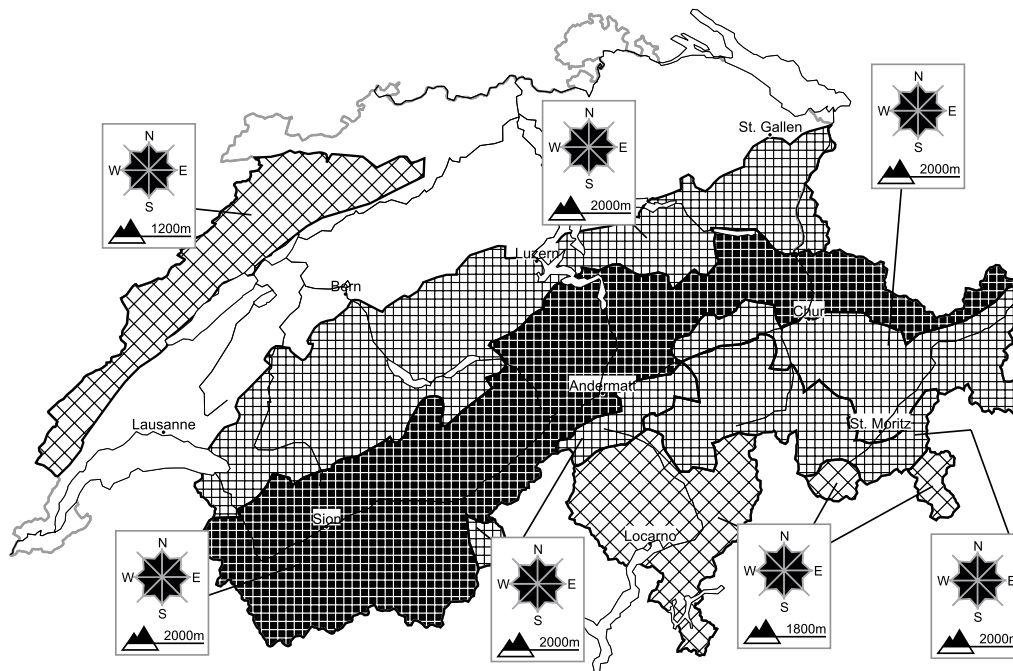 N
W E
S
2000m
N
W E
S
2000m
St. Gallen
N
W E
S
1200m
Luzern
Bern
Chur
Andermatt
Lausanne
St. Moritz
Sion
Locarno
N
W E
S
2000m
N
W E
S
2000m
N
W E
S
1800m
N
W E
S
2000m